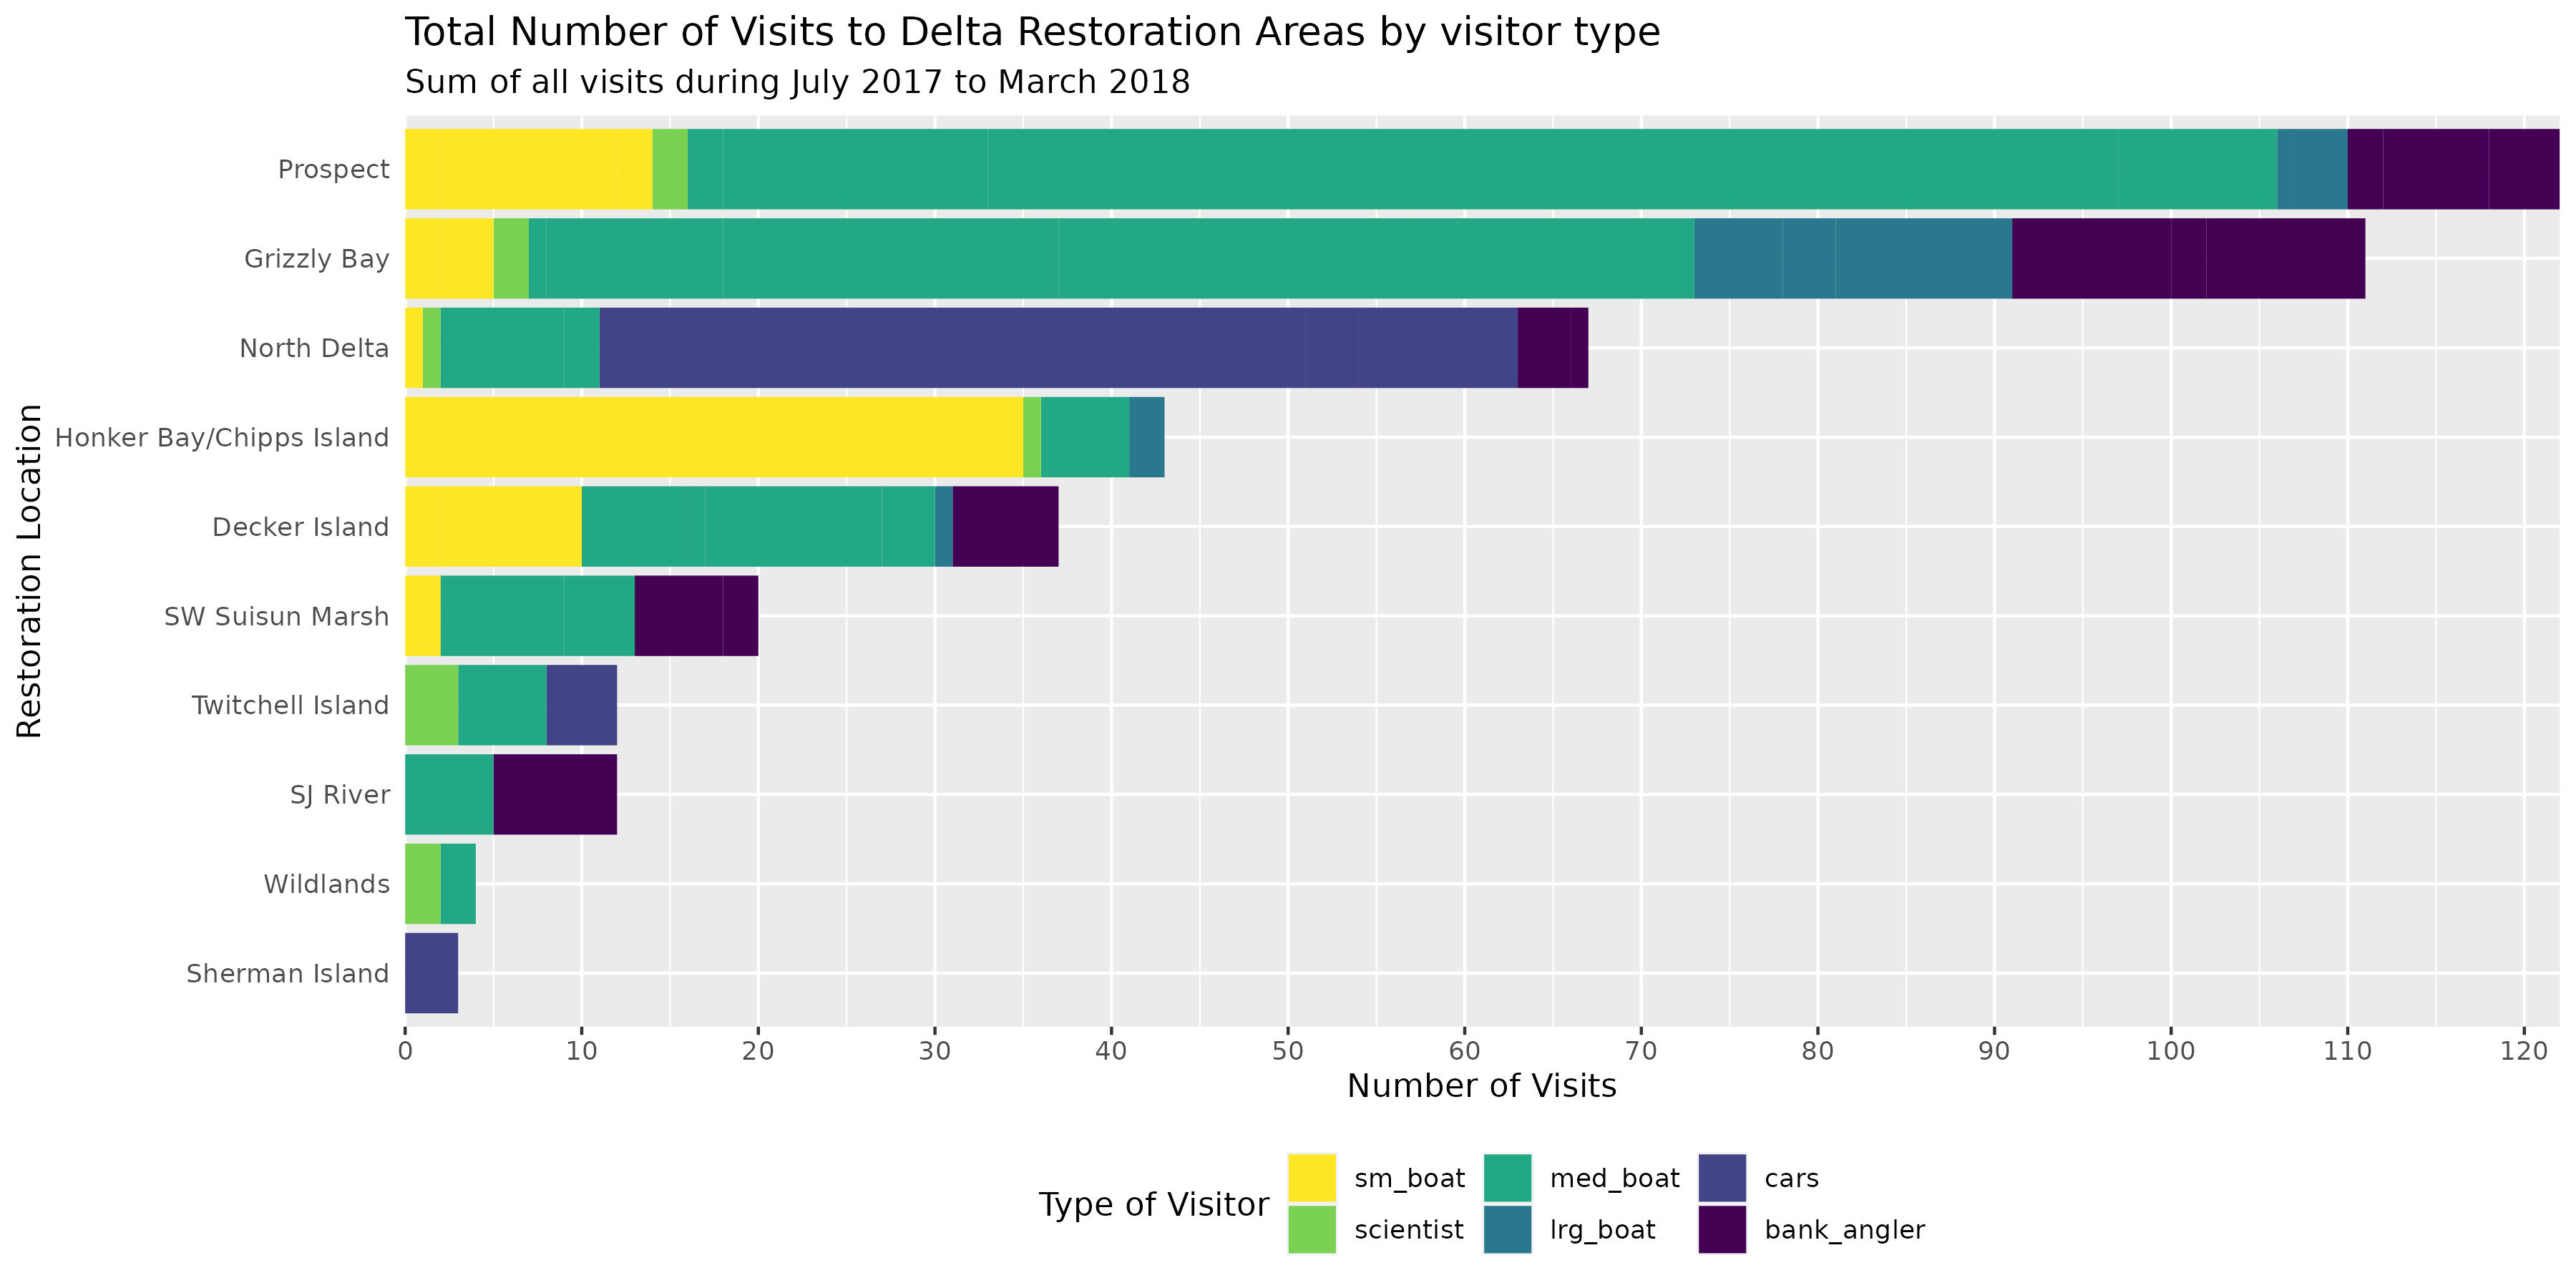 Total Number of Visits to Delta Restoration Areas by visitor type
Sum of all visits during July 2017 to March 2018
Restoration Location
Prospect
Grizzly Bay
North Delta
Honker Bay/Chipps Island
Decker Island
SW Suisun Marsh
Twitchell Island
SJ River
Wildlands
Sherman Island
0 10 20 30 40 50 60 70 80 90 100 110 120
Number of Visits
Type of Visitor
sm_boat med_boat cars
scientist lrg_boat bank_angler